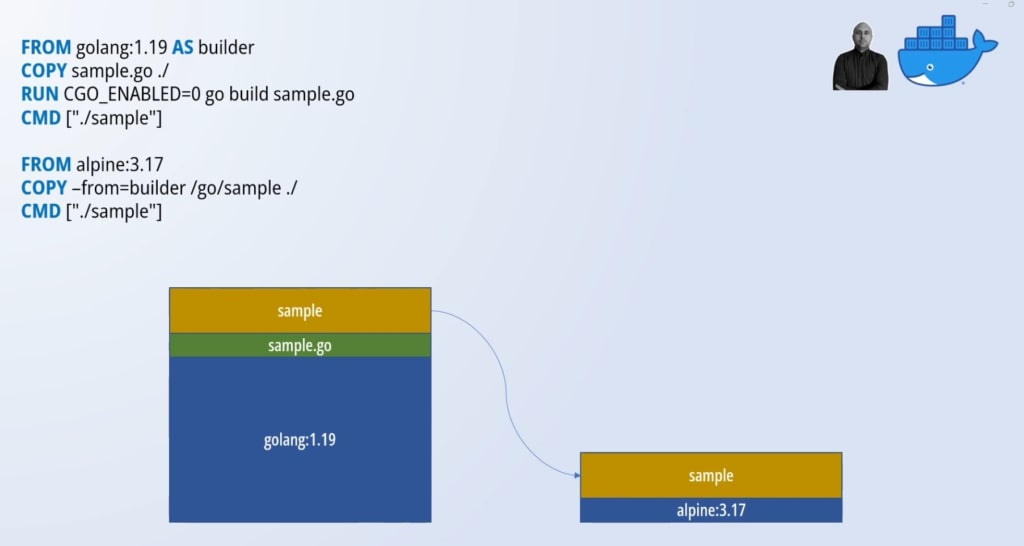 FROM golang:1.19 AS builder
COPY sample.go ./
RUN CGO_ENABLED=0 go build sample.go
CMD ["./sample"]
FROM alpine:3.17
COPY –from=builder /go/sample ./
CMD ["./sample"]
sample
sample.go
golang:1.19
sample
alpine:3.17